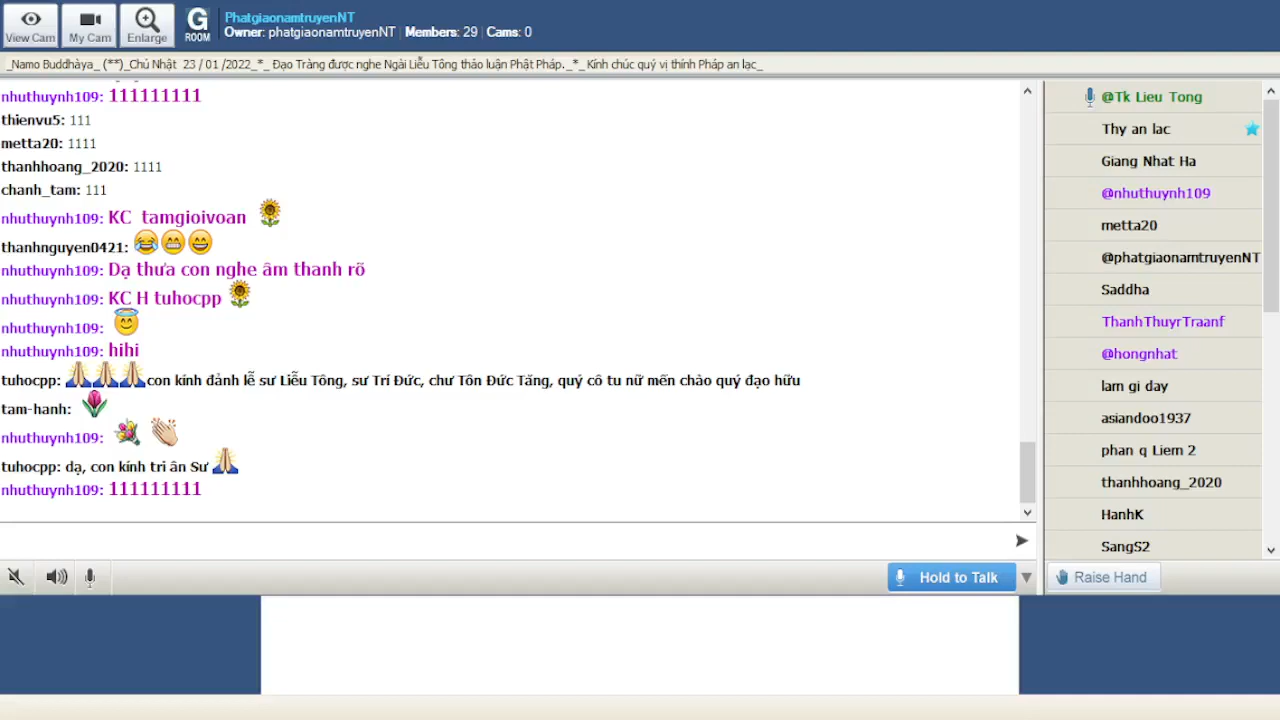 View Cam
My Cam
Enlarge
G
ROOM
PhatgiaonamtruyenNT
Owner: phatgiaonamtruyenNT Members: 29 Cams: 0
_Namo Buddhàya_ (**)_Chủ Nhật 23 / 01 /2022_*_ Đạo Tràng được nghe Ngài Liễu Tông thảo luận Phật Pháp._*_ Kính chúc quý vị thính Pháp an lạc_
nhuthuynh109: 111111111
thienvu5: 111
metta20: 1111
thanhhoang_2020: 1111
chanh_tam: 111
nhuthuynh109: KC tamgioivoan 🌻
thanhnguyen0421: 😂😁😄
nhuthuynh109: Dạ thưa con nghe âm thanh rõ
nhuthuynh109: KC H tuhocpp 🌻
nhuthuynh109: 😇
nhuthuynh109: hihi
tuhocpp: 🙏🙏🙏con kính đảnh lễ sư Liễu Tông, sư Trí Đức, chư Tôn Đức Tăng, quý cô tu nữ mến chào quý đạo hữu
tam-hanh: 🌷
nhuthuynh109: 💐 👏
tuhocpp: dạ, con kính tri ân Sư 🙏
nhuthuynh109: 111111111
Hold to Talk
@Tk Lieu Tong
Thy an lac
Giang Nhat Ha
@nhuthuynh109
metta20
@phatgiaonamtruyenNT
Saddha
ThanhThuyrTraanf
@hongnhat
lam gi day
asiandoo1937
phan q Liem 2
thanhhoang_2020
HanhK
SangS2
Raise Hand